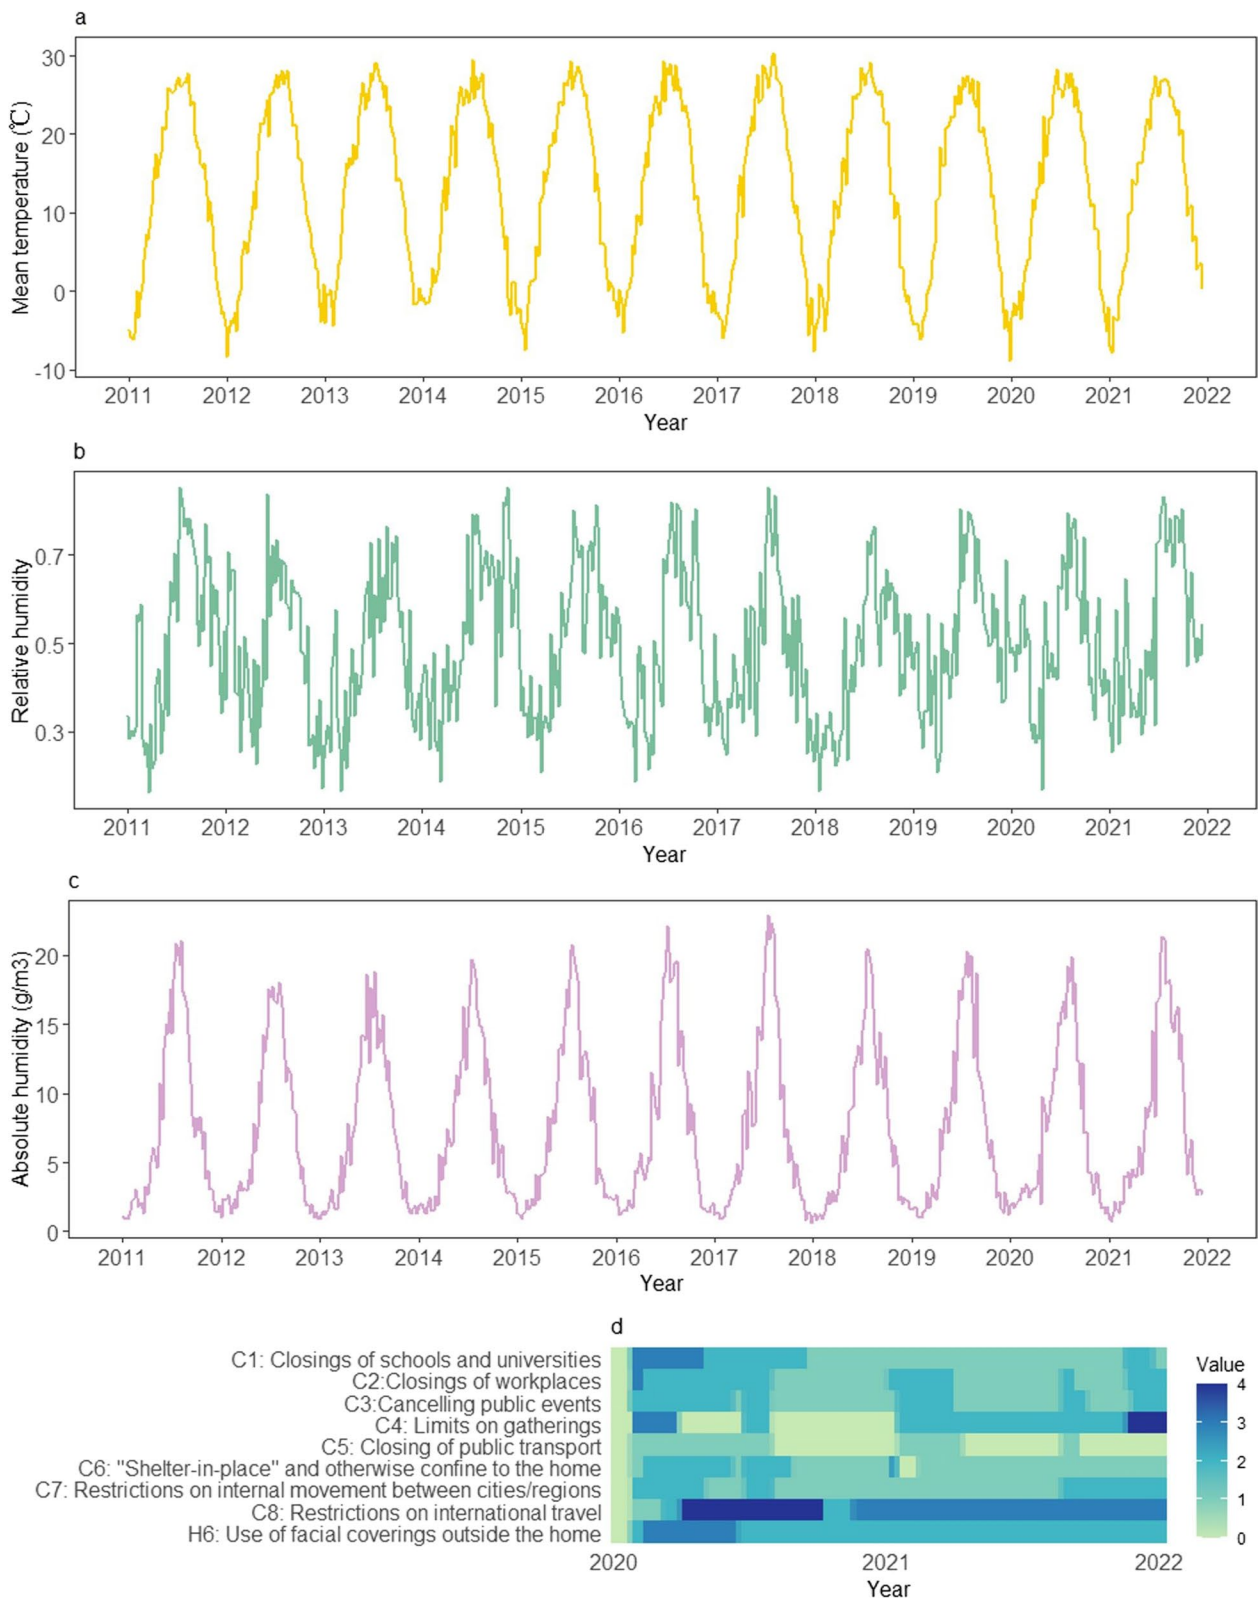 a
Mean temperature (℃)
30
20
10
0
-10
2011 2012 2013 2014 2015 2016 2017 2018 2019 2020 2021 2022
Year
b
Relative humidity
0.7
0.5
0.3
2011 2012 2013 2014 2015 2016 2017 2018 2019 2020 2021 2022
Year
c
Absolute humidity (g/m3)
20
15
10
5
0
2011 2012 2013 2014 2015 2016 2017 2018 2019 2020 2021 2022
Year
d
C1: Closings of schools and universities
C2:Closings of workplaces
C3:Cancelling public events
C4: Limits on gatherings
C5: Closing of public transport
C6: "Shelter-in-place" and otherwise confine to the home
C7: Restrictions on internal movement between cities/regions
C8: Restrictions on international travel
H6: Use of facial coverings outside the home
2020 2021 2022
Year
Value
4
3
2
1
0